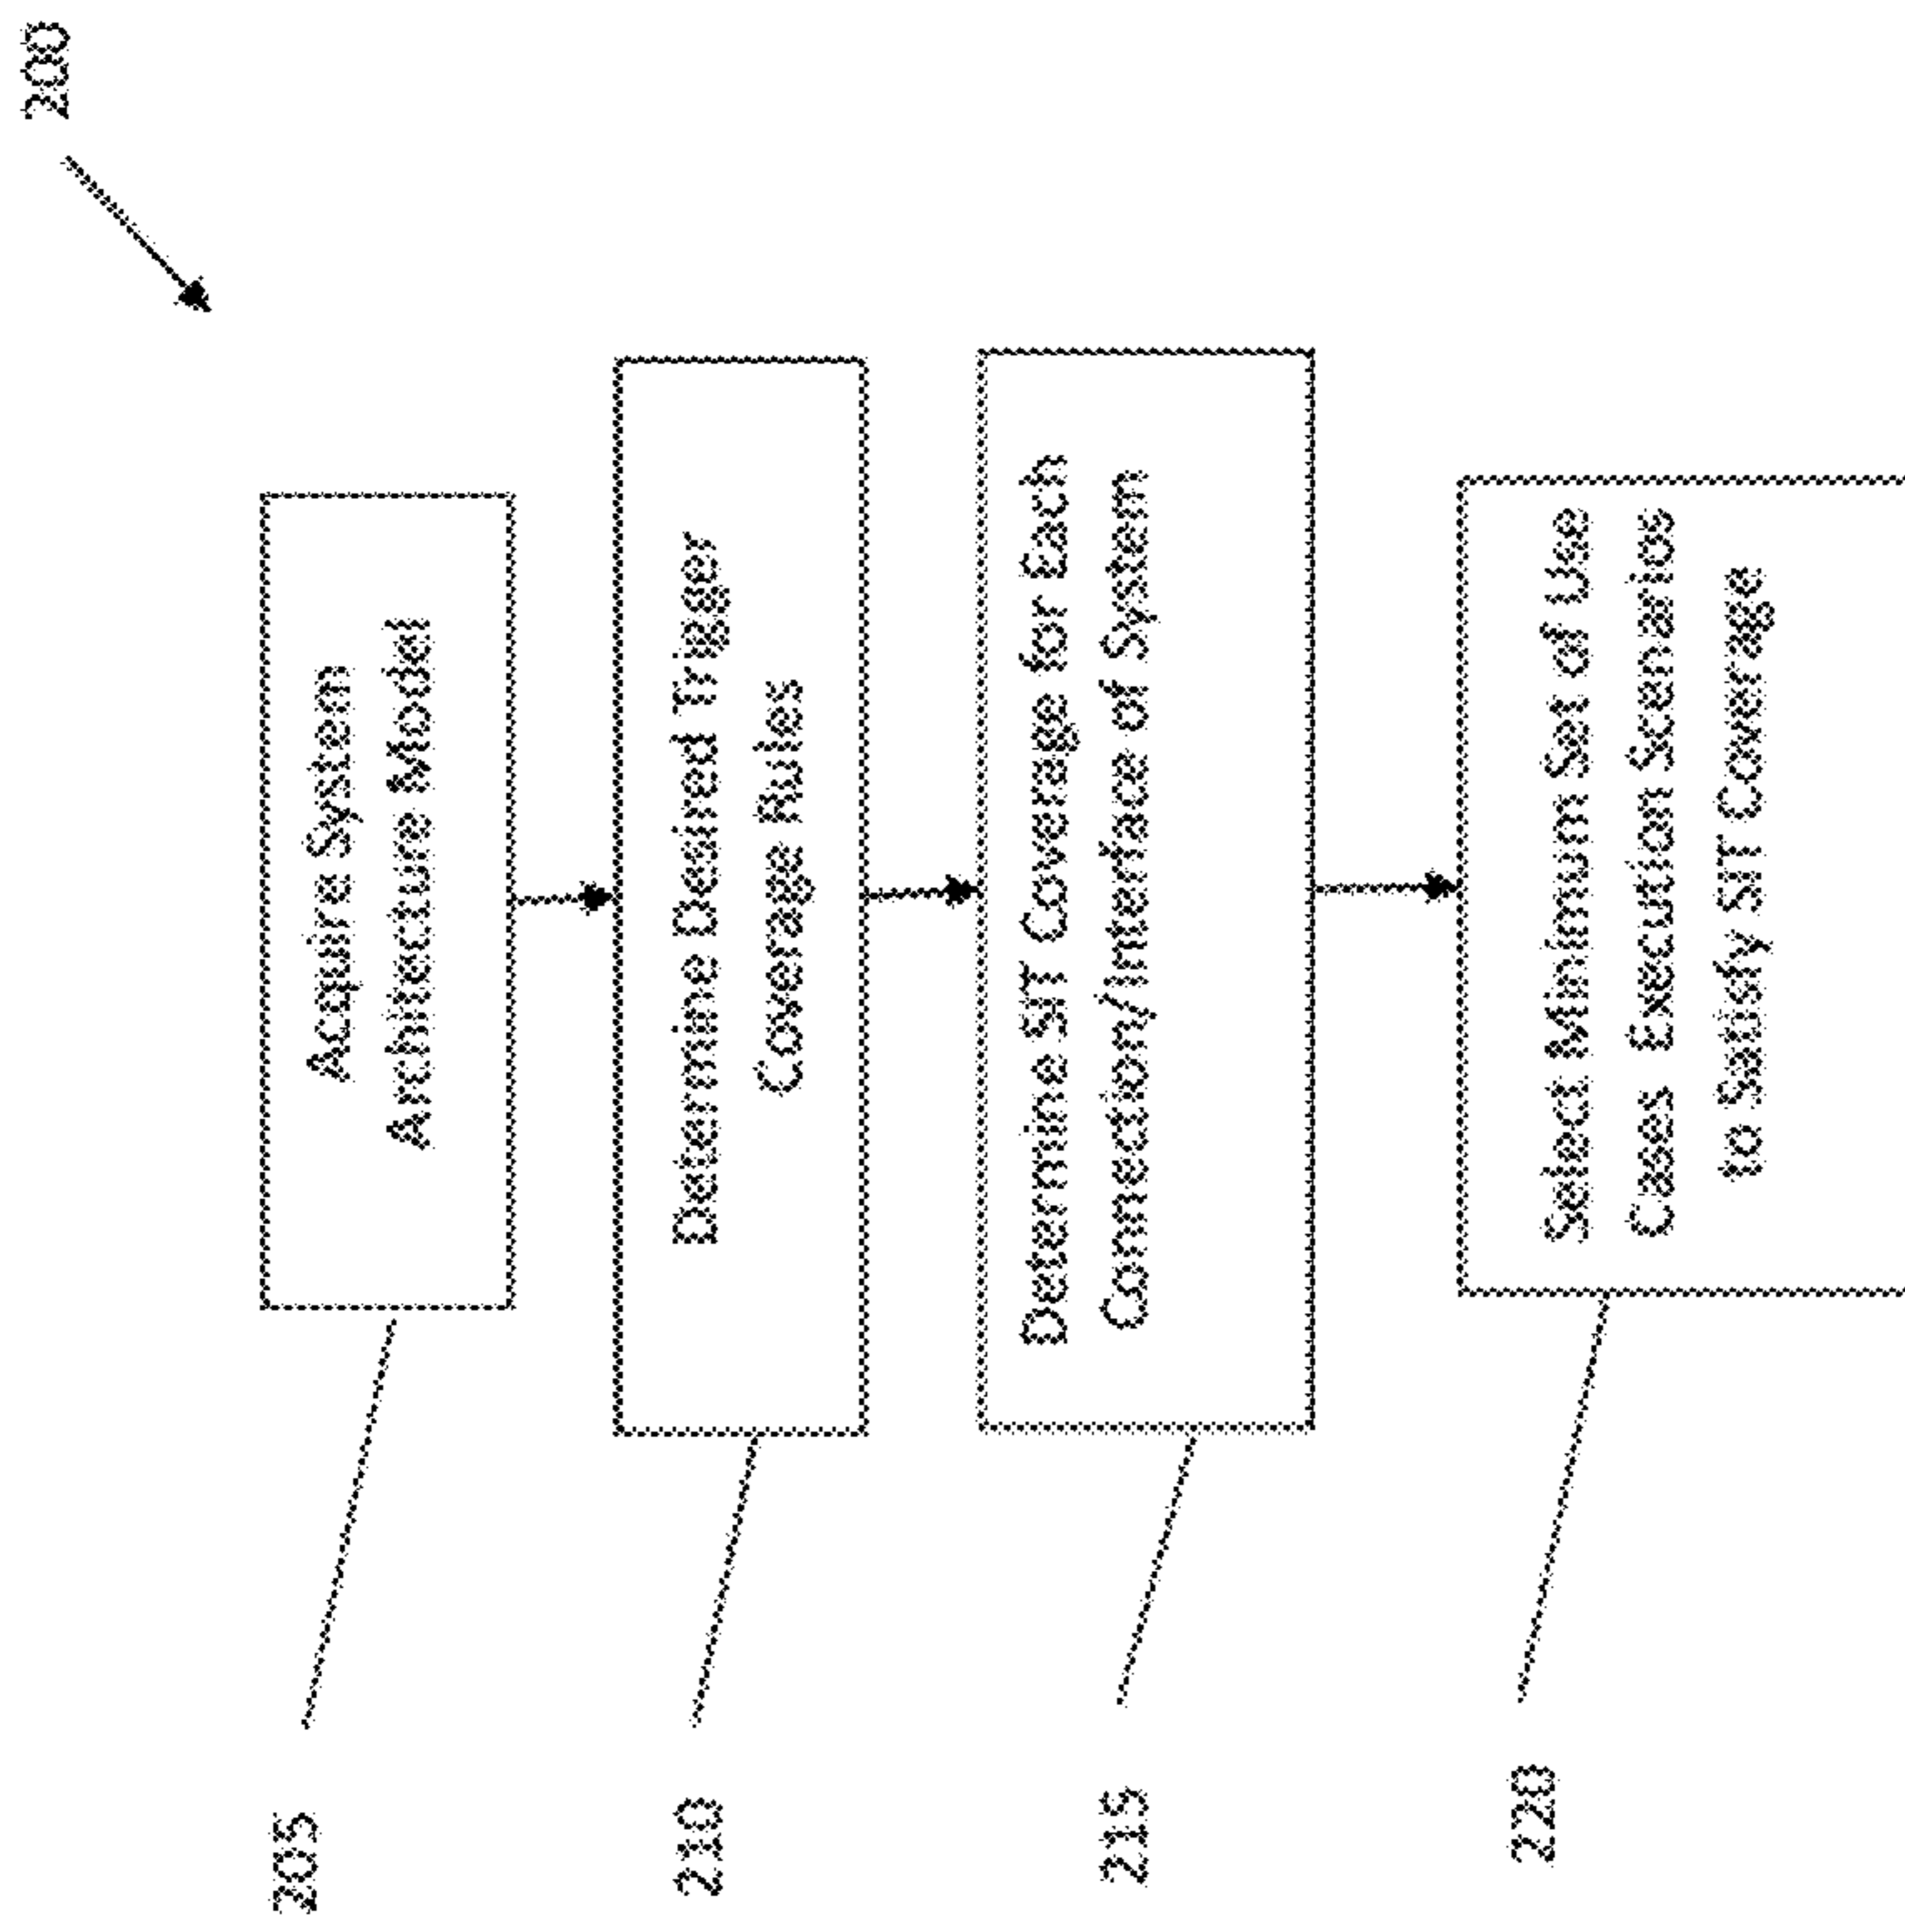 200
205
Acquire System
Architecture Model
210
Determine Desired Trigger
Coverage Rules
215
Determine SIT Coverage for Each
Connection/Interface of System
220
Select Minimum Set of Use
Cases Execution Scenarios
to Satisfy SIT Coverage